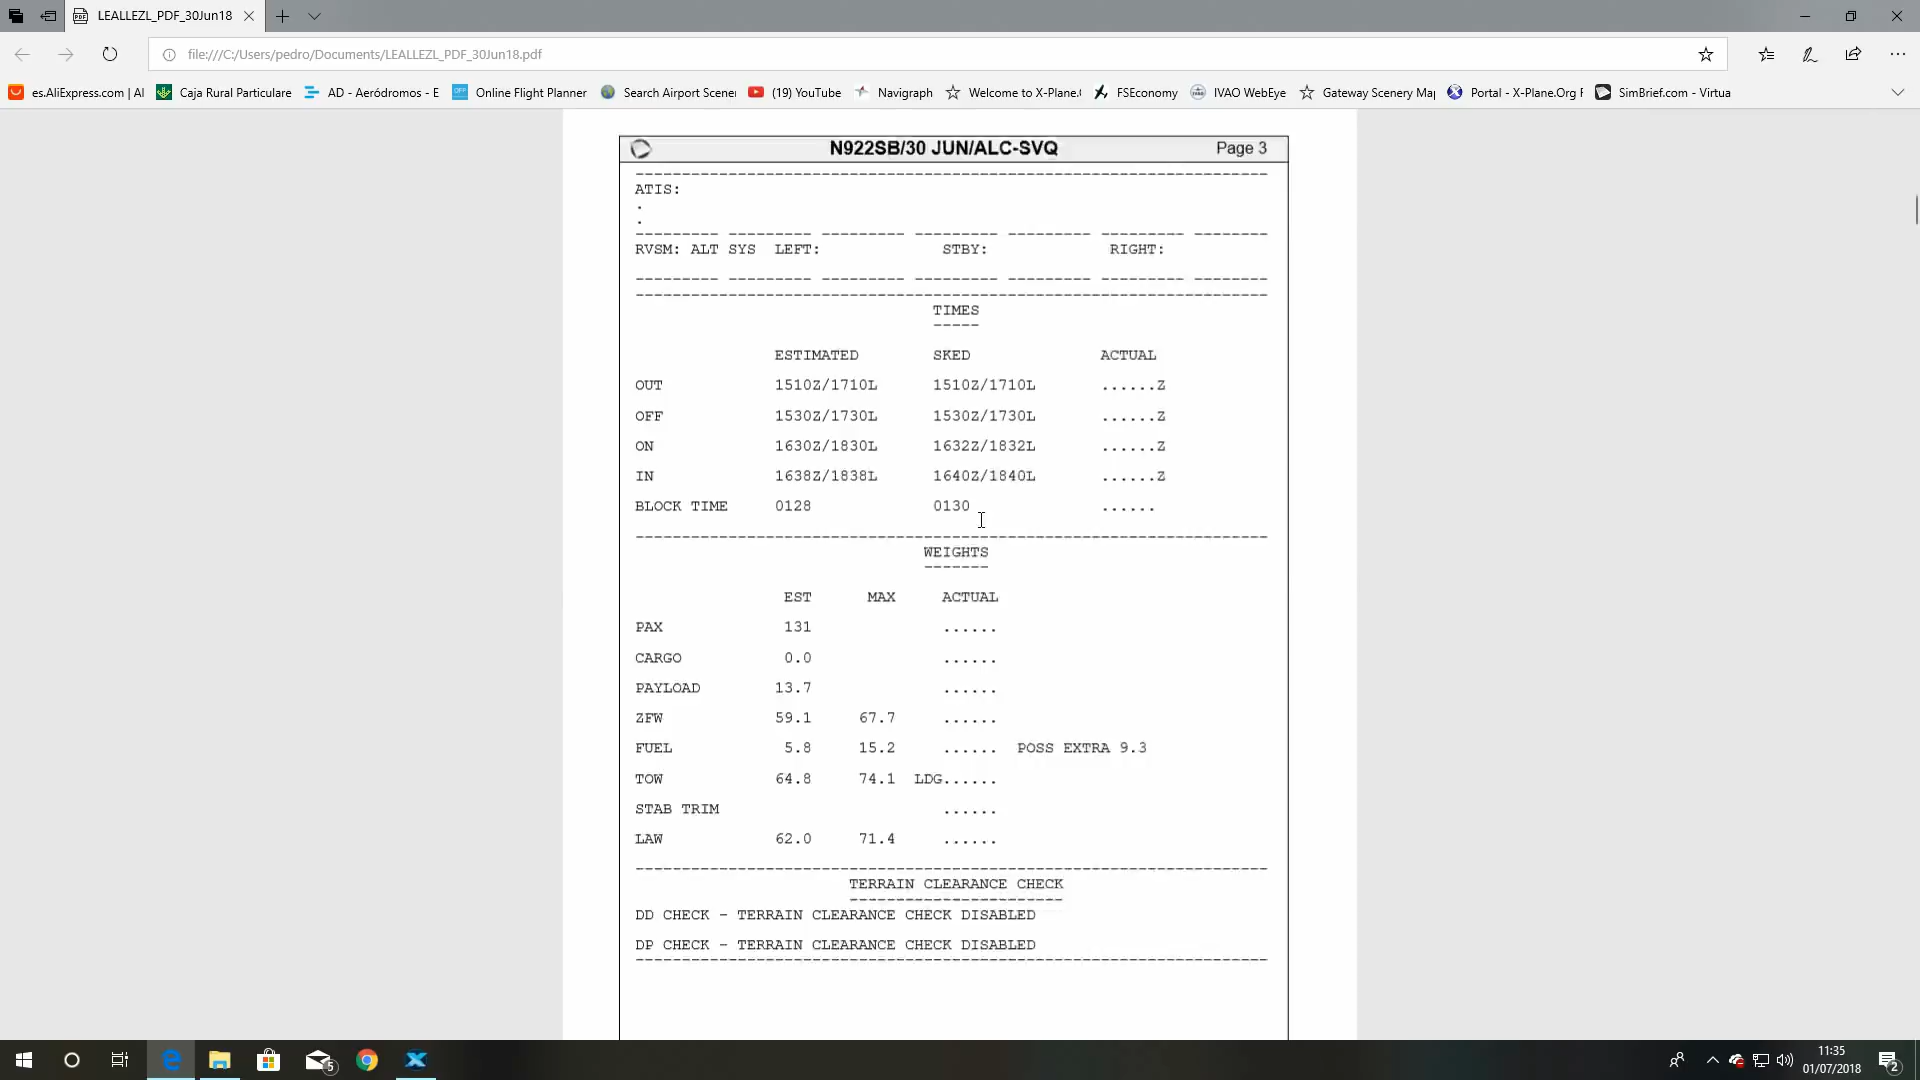 LEALLEZL_PDF_30Jun18
file:///C:/Users/pedro/Documents/LEALLEZL_PDF_30Jun18.pdf
es.AliExpress.com | Al Caja Rural Particulare AD - Aeródromos - E Online Flight Planner Search Airport Scener (19) YouTube Navigraph Welcome to X-Plane.( FSEconomy IVAO WebEye Gateway Scenery Map Portal - X-Plane.Org F SimBrief.com - Virtua
N922SB/30 JUN/ALC-SVQ Page 3
ATIS:
.
.
RVSM: ALT SYS LEFT: STBY: RIGHT:
TIMES
ESTIMATED SKED ACTUAL
OUT 1510Z/1710L 1510Z/1710L ......Z
OFF 1530Z/1730L 1530Z/1730L ......Z
ON 1630Z/1830L 1632Z/1832L ......Z
IN 1638Z/1838L 1640Z/1840L ......Z
BLOCK TIME 0128 0130 ......
WEIGHTS
EST MAX ACTUAL
PAX 131 ......
CARGO 0.0 ......
PAYLOAD 13.7 ......
ZFW 59.1 67.7 ......
FUEL 5.8 15.2 ...... POSS EXTRA 9.3
TOW 64.8 74.1 LDG......
STAB TRIM ......
LAW 62.0 71.4 ......
TERRAIN CLEARANCE CHECK
DD CHECK - TERRAIN CLEARANCE CHECK DISABLED
DP CHECK - TERRAIN CLEARANCE CHECK DISABLED
5
11:35
01/07/2018
2